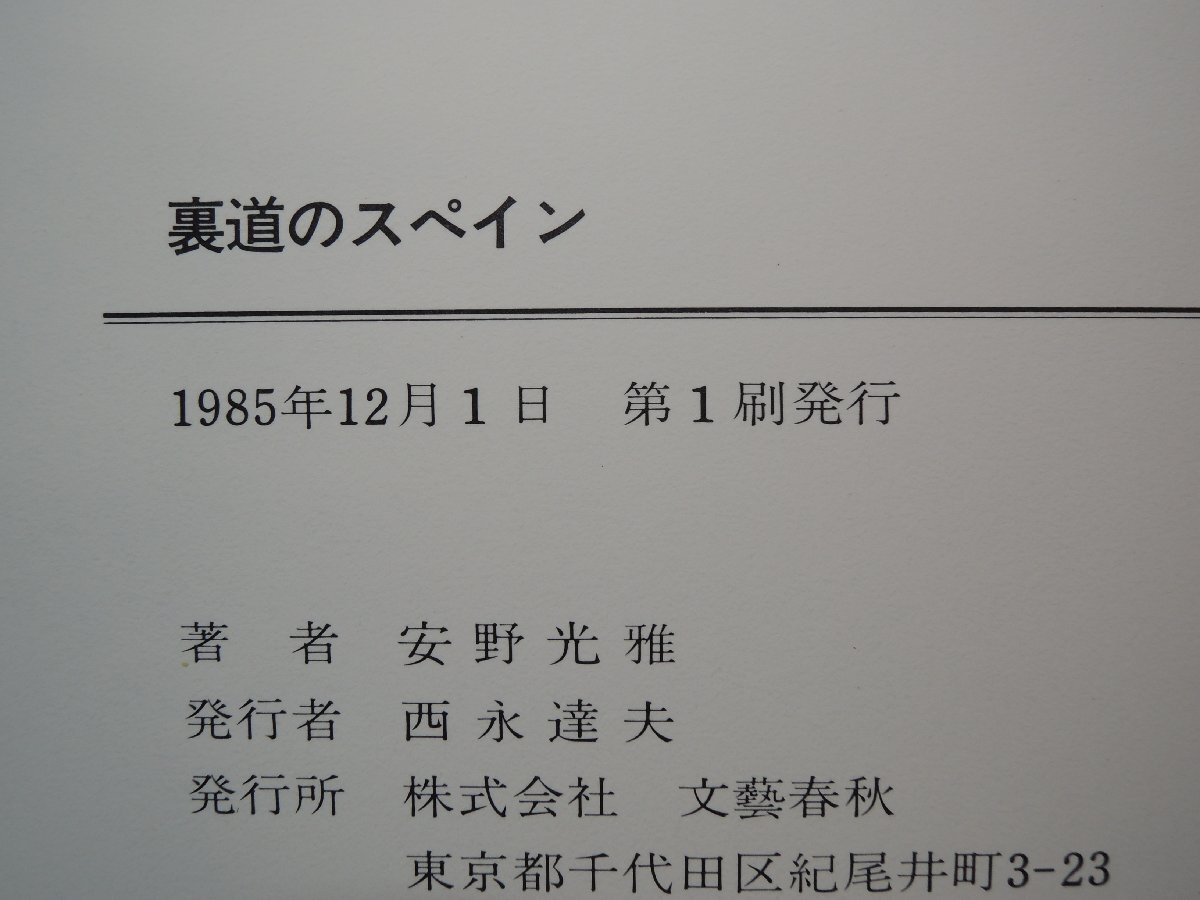 裏道のスペイン
1985年12月1日　第1刷発行
著　者　安野光雅
発行者　西永達夫
発行所　株式会社　文藝春秋
東京都千代田区紀尾井町3-23